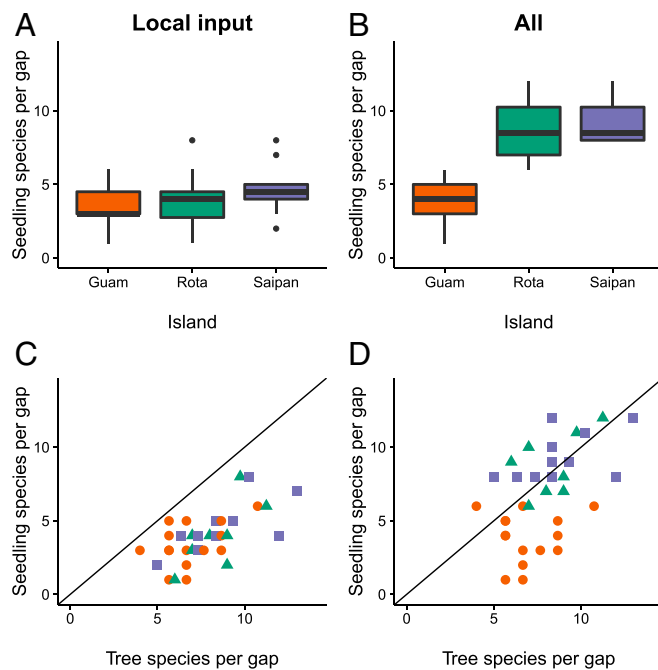 A
Local input
B
All
Seedling species per gap
10
5
0
Guam
Rota
Saipan
Island
Seedling species per gap
10
5
0
Guam
Rota
Saipan
Island
C
Seedling species per gap
10
5
0
0
5
10
Tree species per gap
D
Seedling species per gap
10
5
0
0
5
10
Tree species per gap